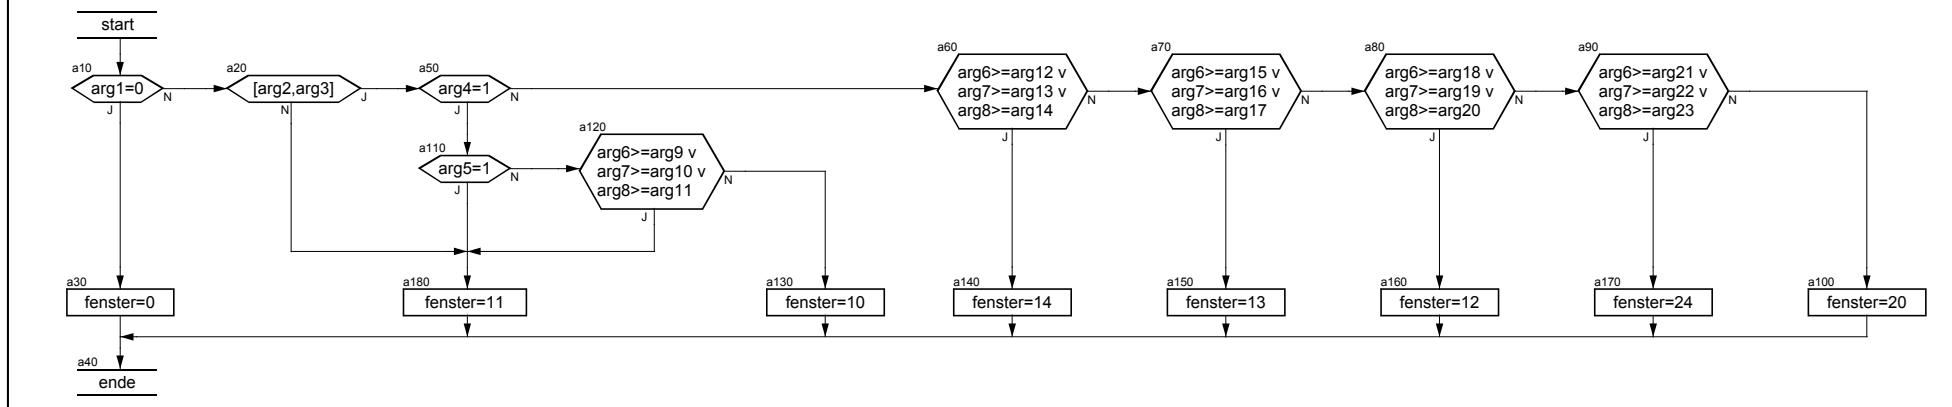 start
a10
arg1=0
N
J
a20
[arg2,arg3]
J
N
a50
arg4=1
N
J
a60
arg6>=arg12 v
arg7>=arg13 v
arg8>=arg14
N
J
a70
arg6>=arg15 v
arg7>=arg16 v
arg8>=arg17
N
J
a80
arg6>=arg18 v
arg7>=arg19 v
arg8>=arg20
N
J
a90
arg6>=arg21 v
arg7>=arg22 v
arg8>=arg23
N
J
a110
arg5=1
N
J
a120
arg6>=arg9 v
arg7>=arg10 v
arg8>=arg11
N
J
a30
fenster=0
a180
fenster=11
a130
fenster=10
a140
fenster=14
a150
fenster=13
a160
fenster=12
a170
fenster=24
a100
fenster=20
a40
ende